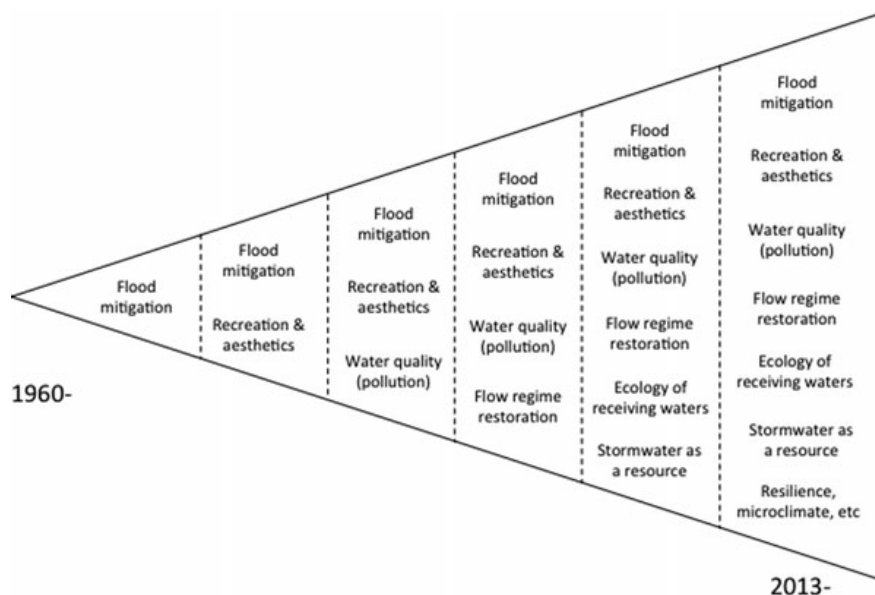 Flood
mitigation
1960-
Flood
mitigation
Recreation &
aesthetics
Flood
mitigation
Recreation &
aesthetics
Water quality
(pollution)
Flood
mitigation
Recreation &
aesthetics
Water quality
(pollution)
Flow regime
restoration
Flood
mitigation
Recreation &
aesthetics
Water quality
(pollution)
Flow regime
restoration
Ecology of
receiving waters
Stormwater as
a resource
Flood
mitigation
Recreation &
aesthetics
Water quality
(pollution)
Flow regime
restoration
Ecology of
receiving waters
Stormwater as
a resource
Resilience,
microclimate, etc
2013-